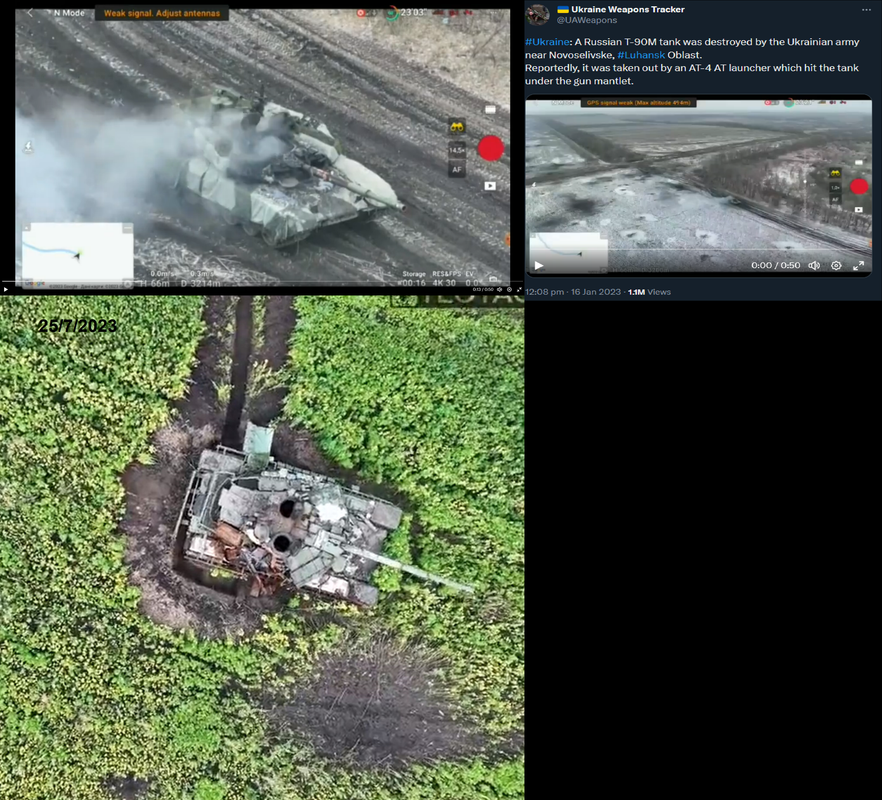 N Mode
Weak signal. Adjust antennas
23'03"
14.5×
AF
0.0m/s
0.3m/s
H-66m D 3214m
Storage RES&FPS EV
00:16 4K 30 0.0
Ukraine Weapons Tracker
@UAWeapons
#Ukraine: A Russian T-90M tank was destroyed by the Ukrainian army
near Novoselivske, #Luhansk Oblast.
Reportedly, it was taken out by an AT-4 AT launcher which hit the tank
under the gun mantlet.
N Mode
GPS signal weak (Max altitude
AF
0:00 / 0:50
12:08 pm · 16 Jan 2023 · 1.1M Views
25/7/2023